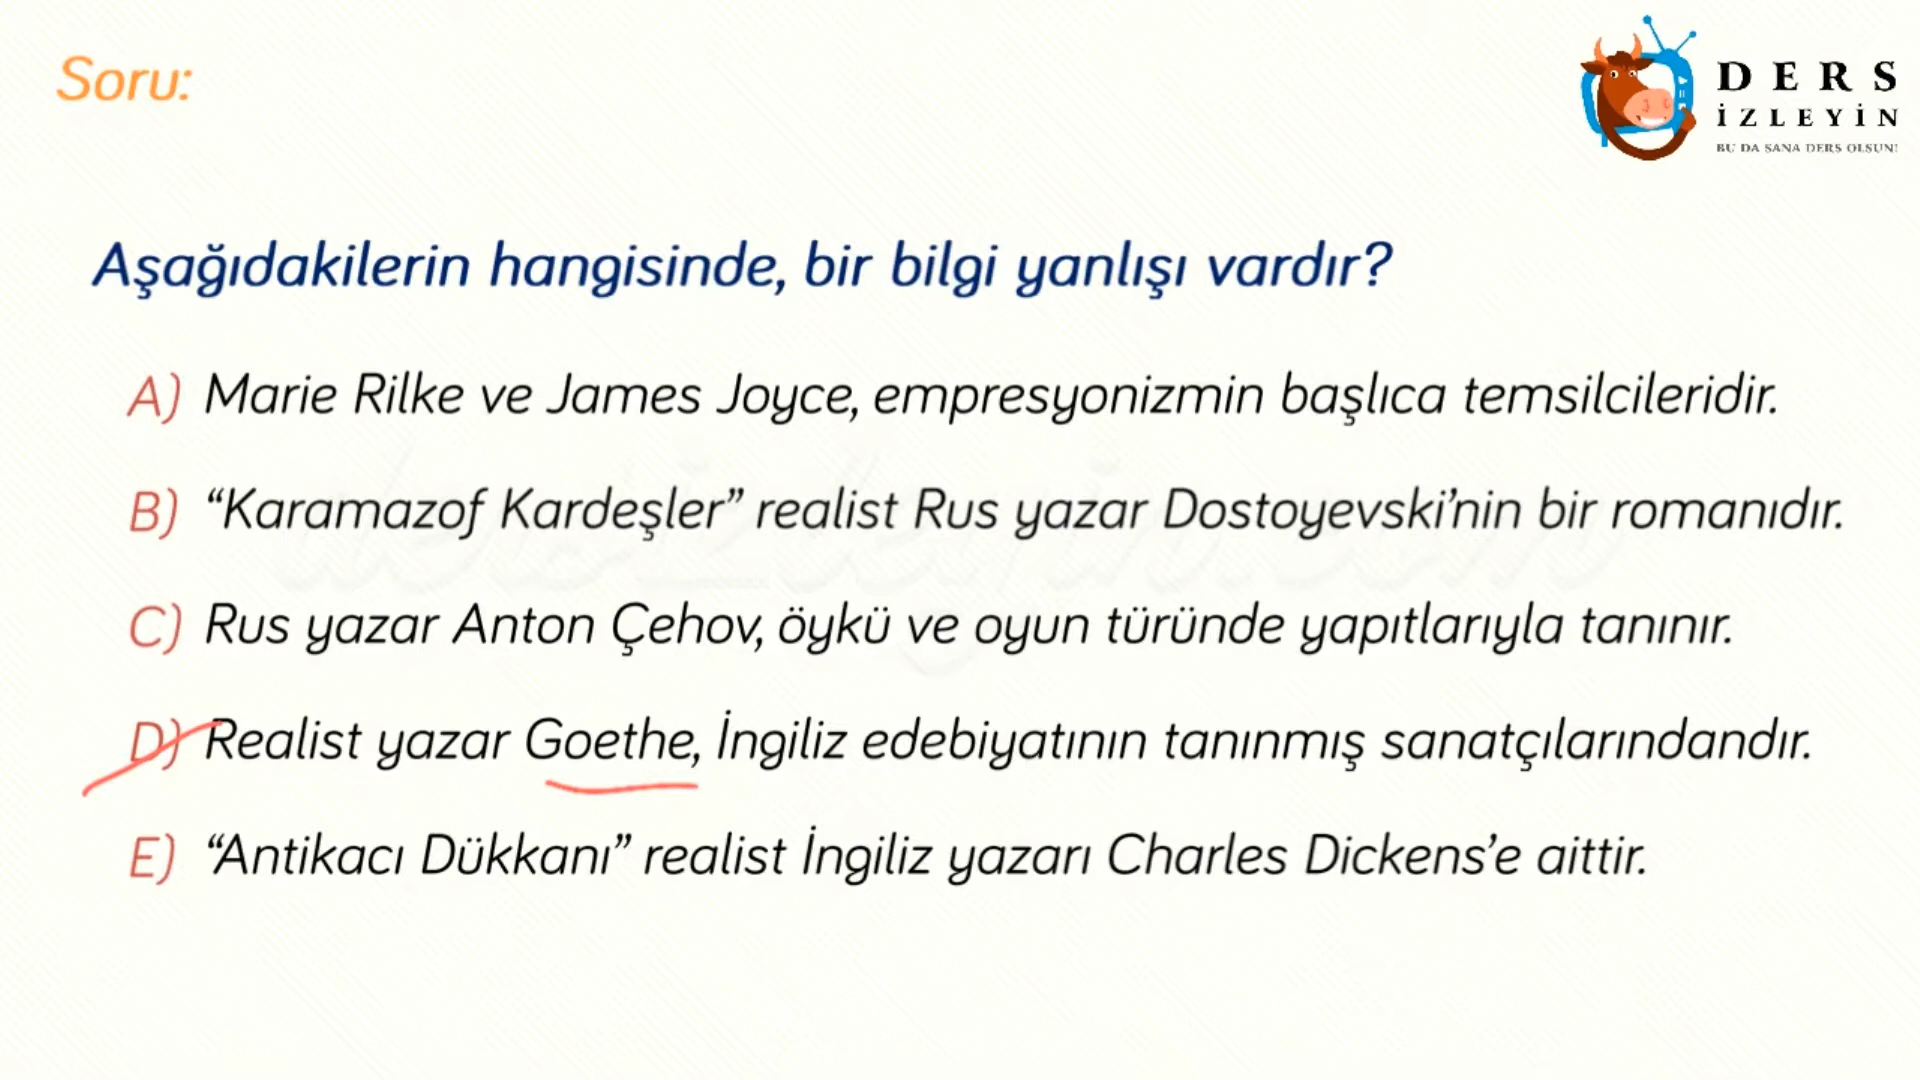 Soru:
DERS
İZLEYİN
BU DA SANA DERS OLSUN!
Aşağıdakilerin hangisinde, bir bilgi yanlışı vardır?
A) Marie Rilke ve James Joyce, empresyonizmin başlıca temsilcileridir.
B) “Karamazof Kardeşler” realist Rus yazar Dostoyevski’nin bir romanıdır.
C) Rus yazar Anton Çehov, öykü ve oyun türünde yapıtlarıyla tanınır.
D) Realist yazar Goethe, İngiliz edebiyatının tanınmış sanatçılarındandır.
E) “Antikacı Dükkanı” realist İngiliz yazarı Charles Dickens’e aittir.
dersizleyin.com